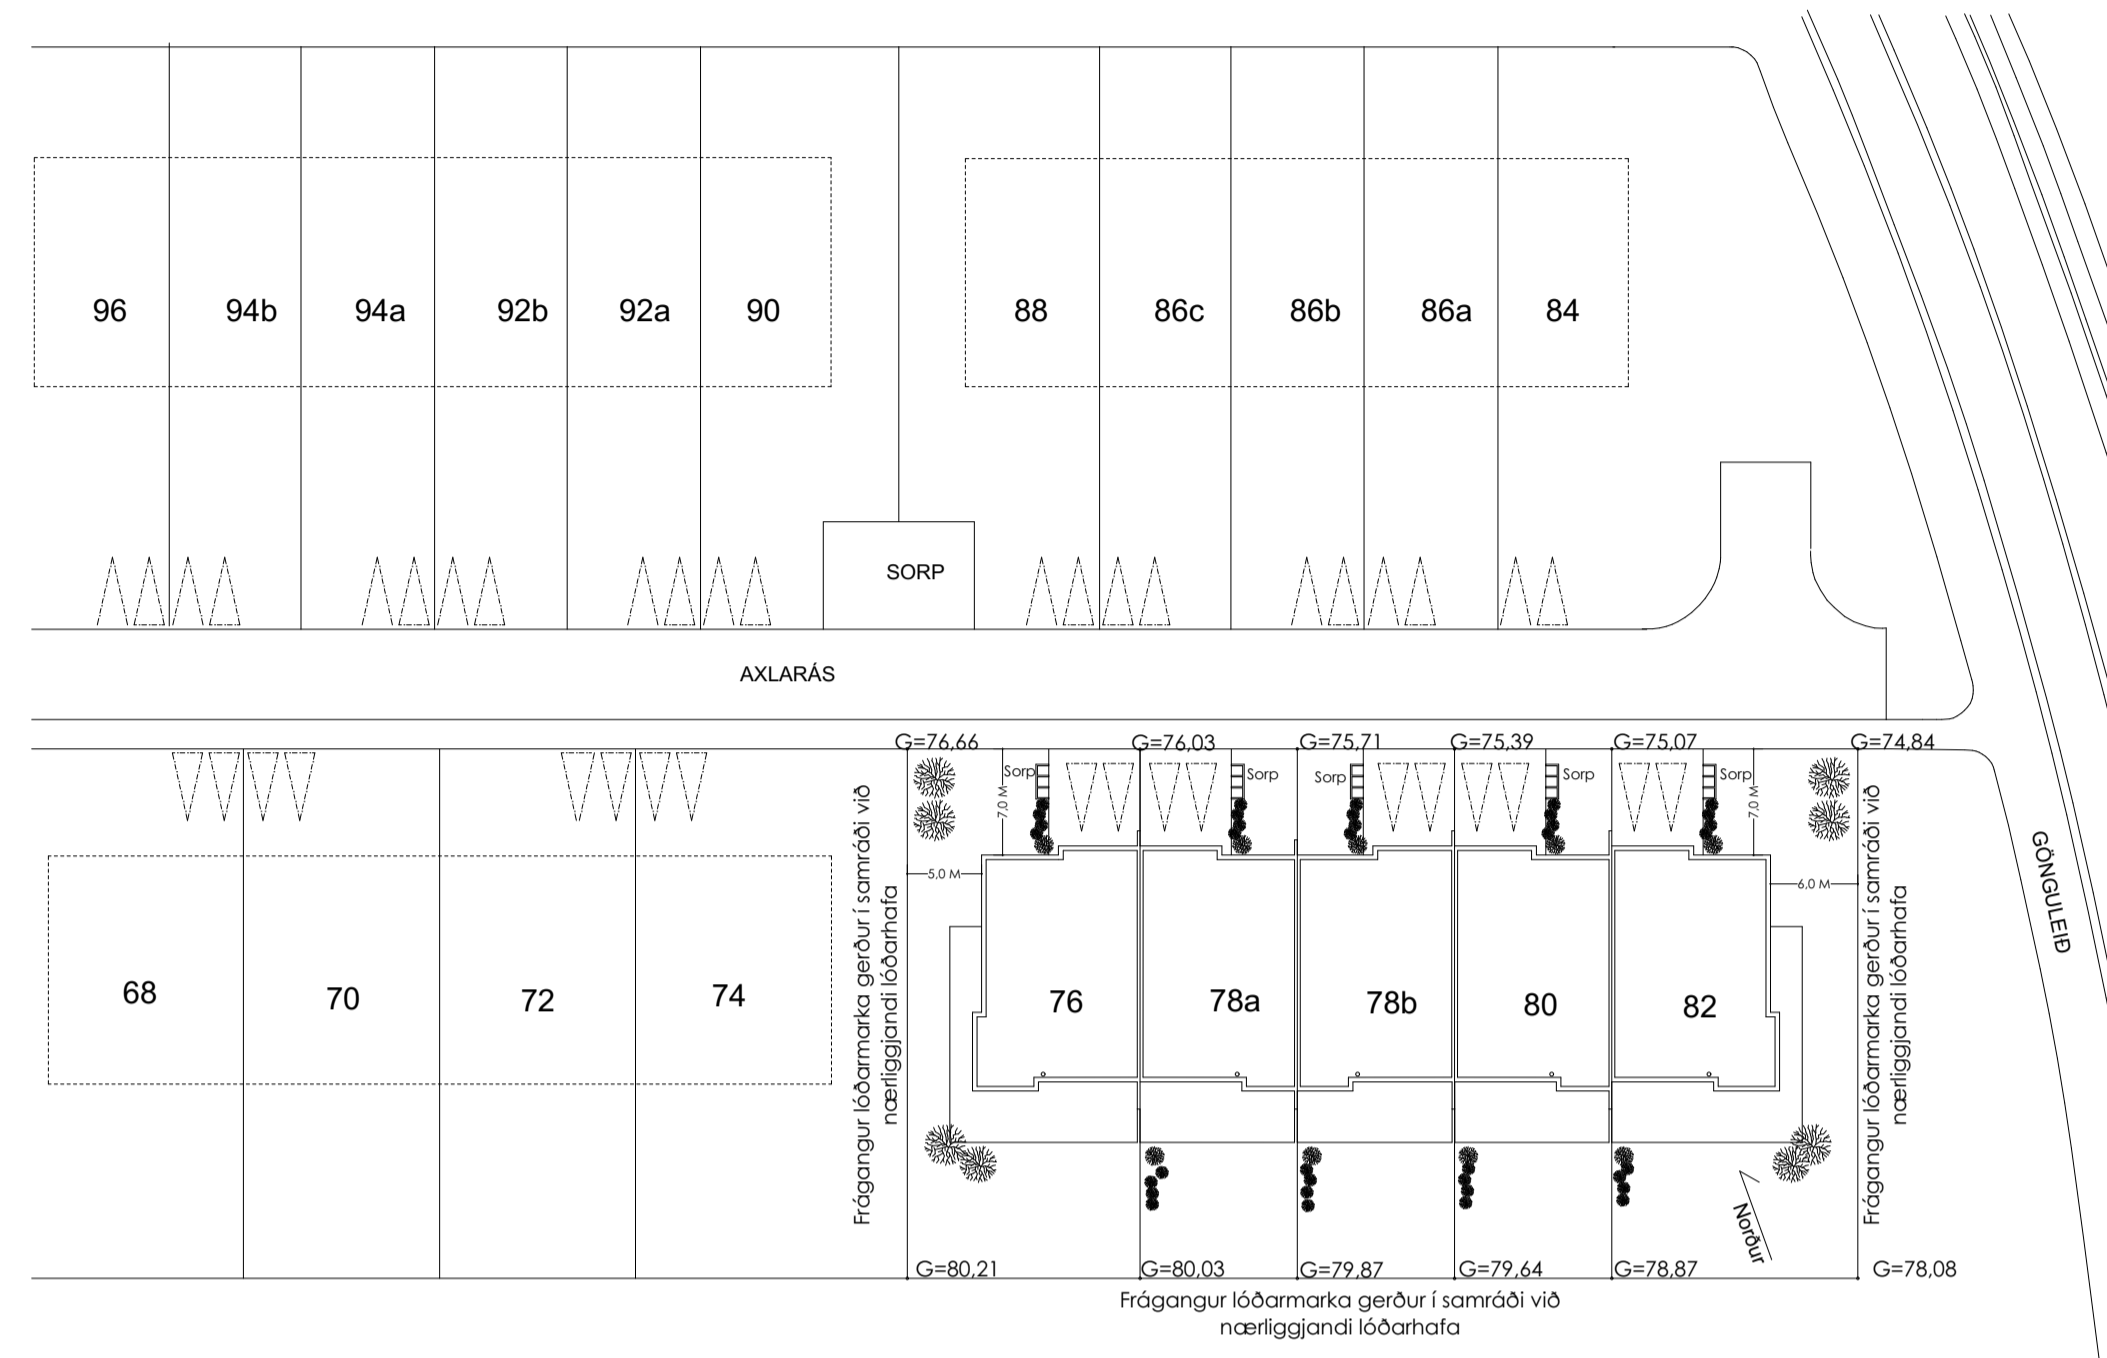 96
94b
94a
92b
92a
90
88
86c
86b
86a
84
SORP
AXLARÁS
G=76,66
G=76,03
G=75,71
G=75,39
G=75,07
G=74,84
Sorp
Sorp
Sorp
Sorp
Sorp
7,0 M
7,0 M
5,0 M
6,0 M
Frágangur lóðarmarka gerður í samráði við
nærliggjandi lóðarhafa
Frágangur lóðarmarka gerður í samráði við
nærliggjandi lóðarhafa
GÖNGULEIÐ
68
70
72
74
76
78a
78b
80
82
Norður
G=80,21
G=80,03
G=79,87
G=79,64
G=78,87
G=78,08
Frágangur lóðarmarka gerður í samráði við
nærliggjandi lóðarhafa